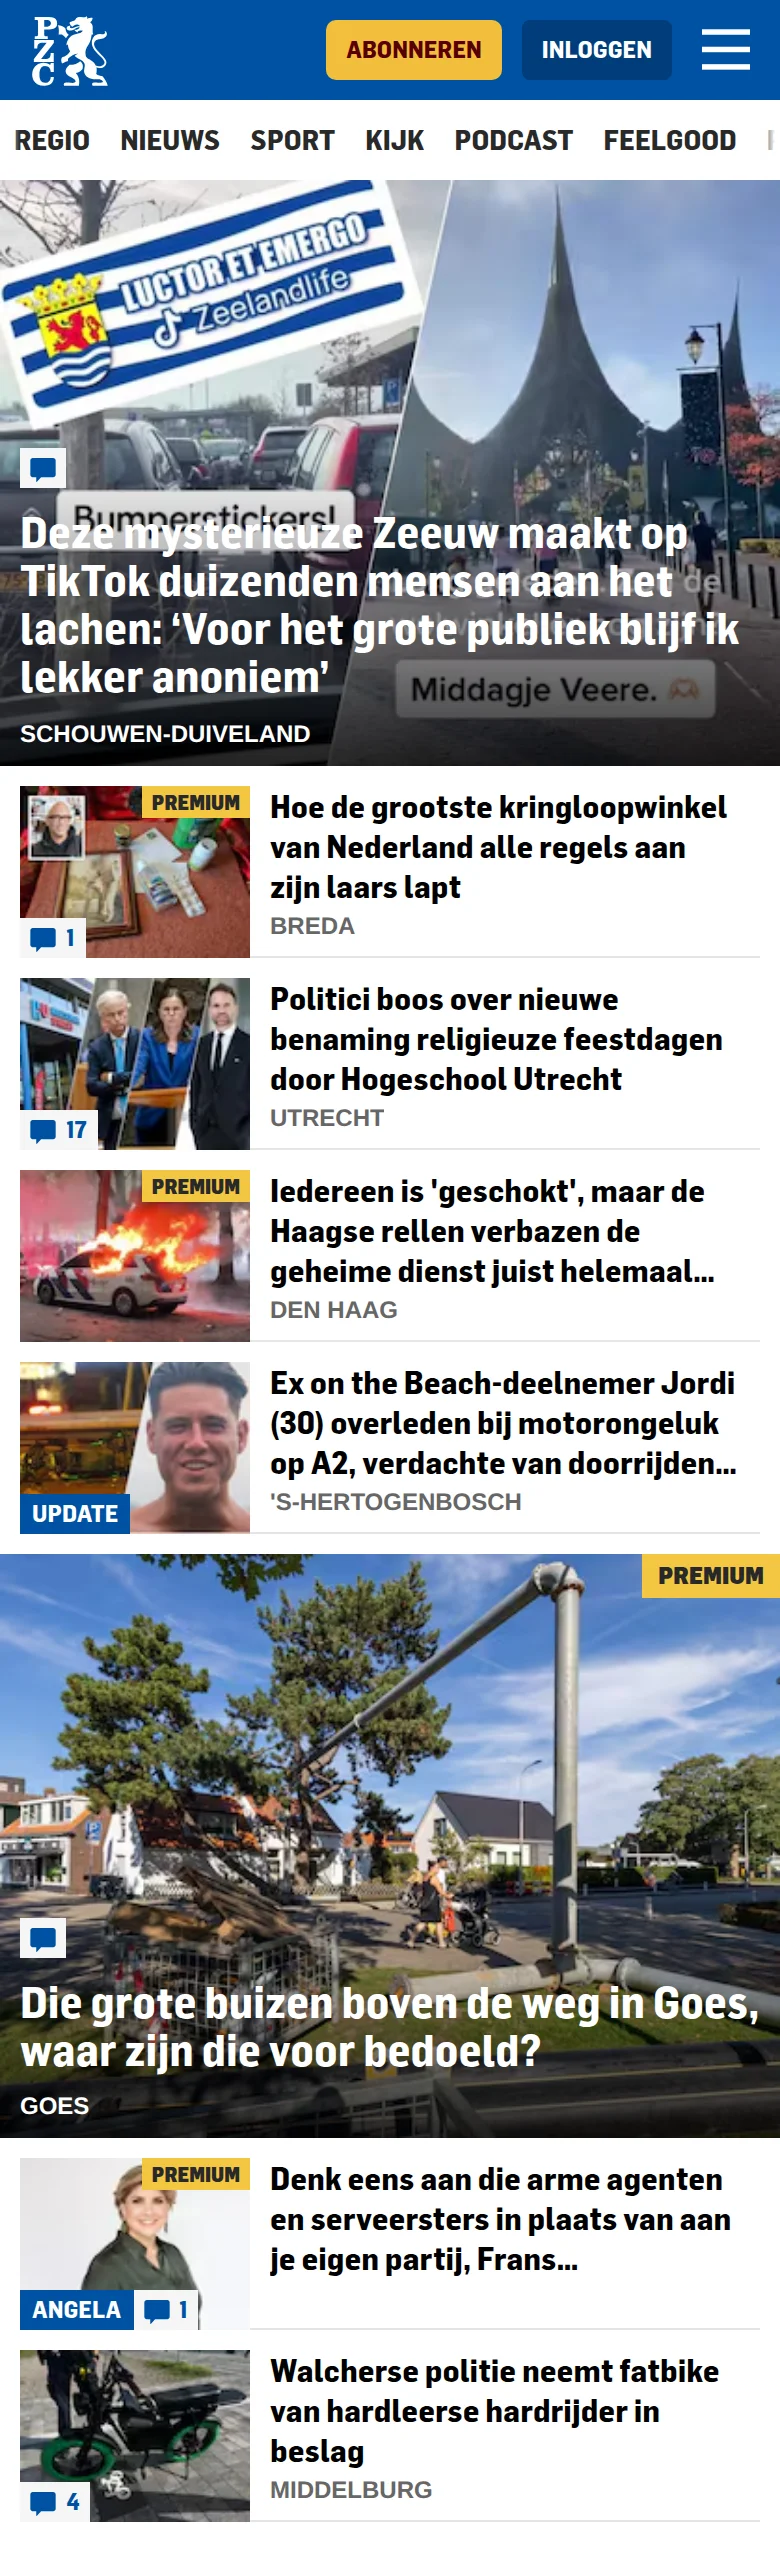 PZC
ABONNEREN
INLOGGEN
REGIO
NIEUWS
SPORT
KIJK
PODCAST
FEELGOOD
LUCTOR ET EMERGO
Zeelandlife
Bumperstickers!
Deze mysterieuze Zeeuw maakt op
TikTok duizenden mensen aan het
lachen: ‘Voor het grote publiek blijf ik
lekker anoniem’
Middagje Veere.
SCHOUWEN-DUIVELAND
PREMIUM
1
Hoe de grootste kringloopwinkel
van Nederland alle regels aan
zijn laars lapt
BREDA
17
Politici boos over nieuwe
benaming religieuze feestdagen
door Hogeschool Utrecht
UTRECHT
PREMIUM
Iedereen is 'geschokt', maar de
Haagse rellen verbazen de
geheime dienst juist helemaal...
DEN HAAG
UPDATE
Ex on the Beach-deelnemer Jordi
(30) overleden bij motorongeluk
op A2, verdachte van doorrijden...
'S-HERTOGENBOSCH
PREMIUM
Die grote buizen boven de weg in Goes,
waar zijn die voor bedoeld?
GOES
PREMIUM
ANGELA
1
Denk eens aan die arme agenten
en serveersters in plaats van aan
je eigen partij, Frans...
4
Walcherse politie neemt fatbike
van hardleerse hardrijder in
beslag
MIDDELBURG